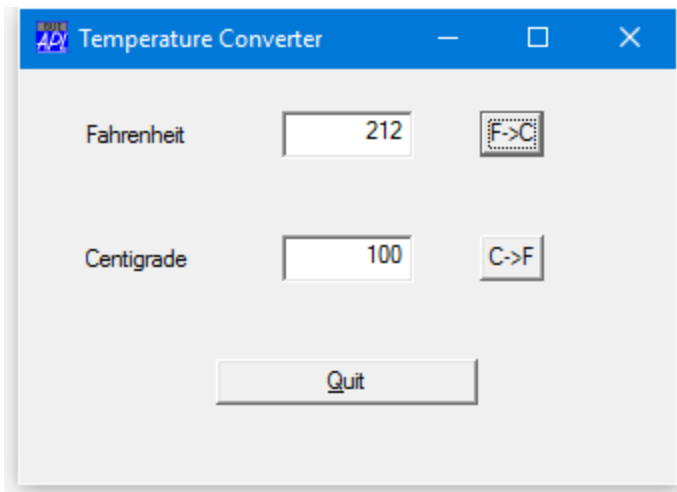 Temperature Converter
Fahrenheit 212 F->C
Centigrade 100 C->F
Quit